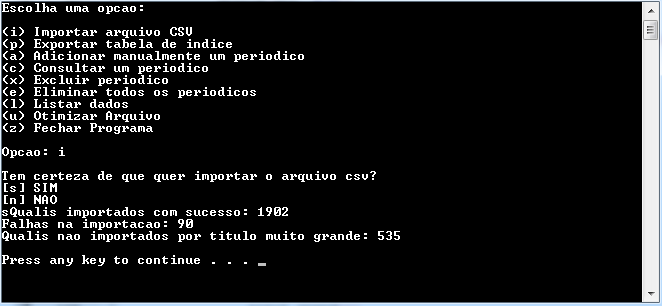 Escolha uma opcao:
(i) Importar arquivo CSV
(p) Exportar tabela de indice
(a) Adicionar manualmente um periodico
(c) Consultar um periodico
(x) Excluir periodico
(e) Eliminar todos os periodicos
(l) Listar dados
(u) Otimizar Arquivo
(z) Fechar Programa
Opcao: i
Tem certeza de que quer importar o arquivo csv?
[s] SIM
[n] NAO
sQualis importados com sucesso: 1902
Falhas na importacao: 90
Qualis nao importados por titulo muito grande: 535
Press any key to continue . . . _